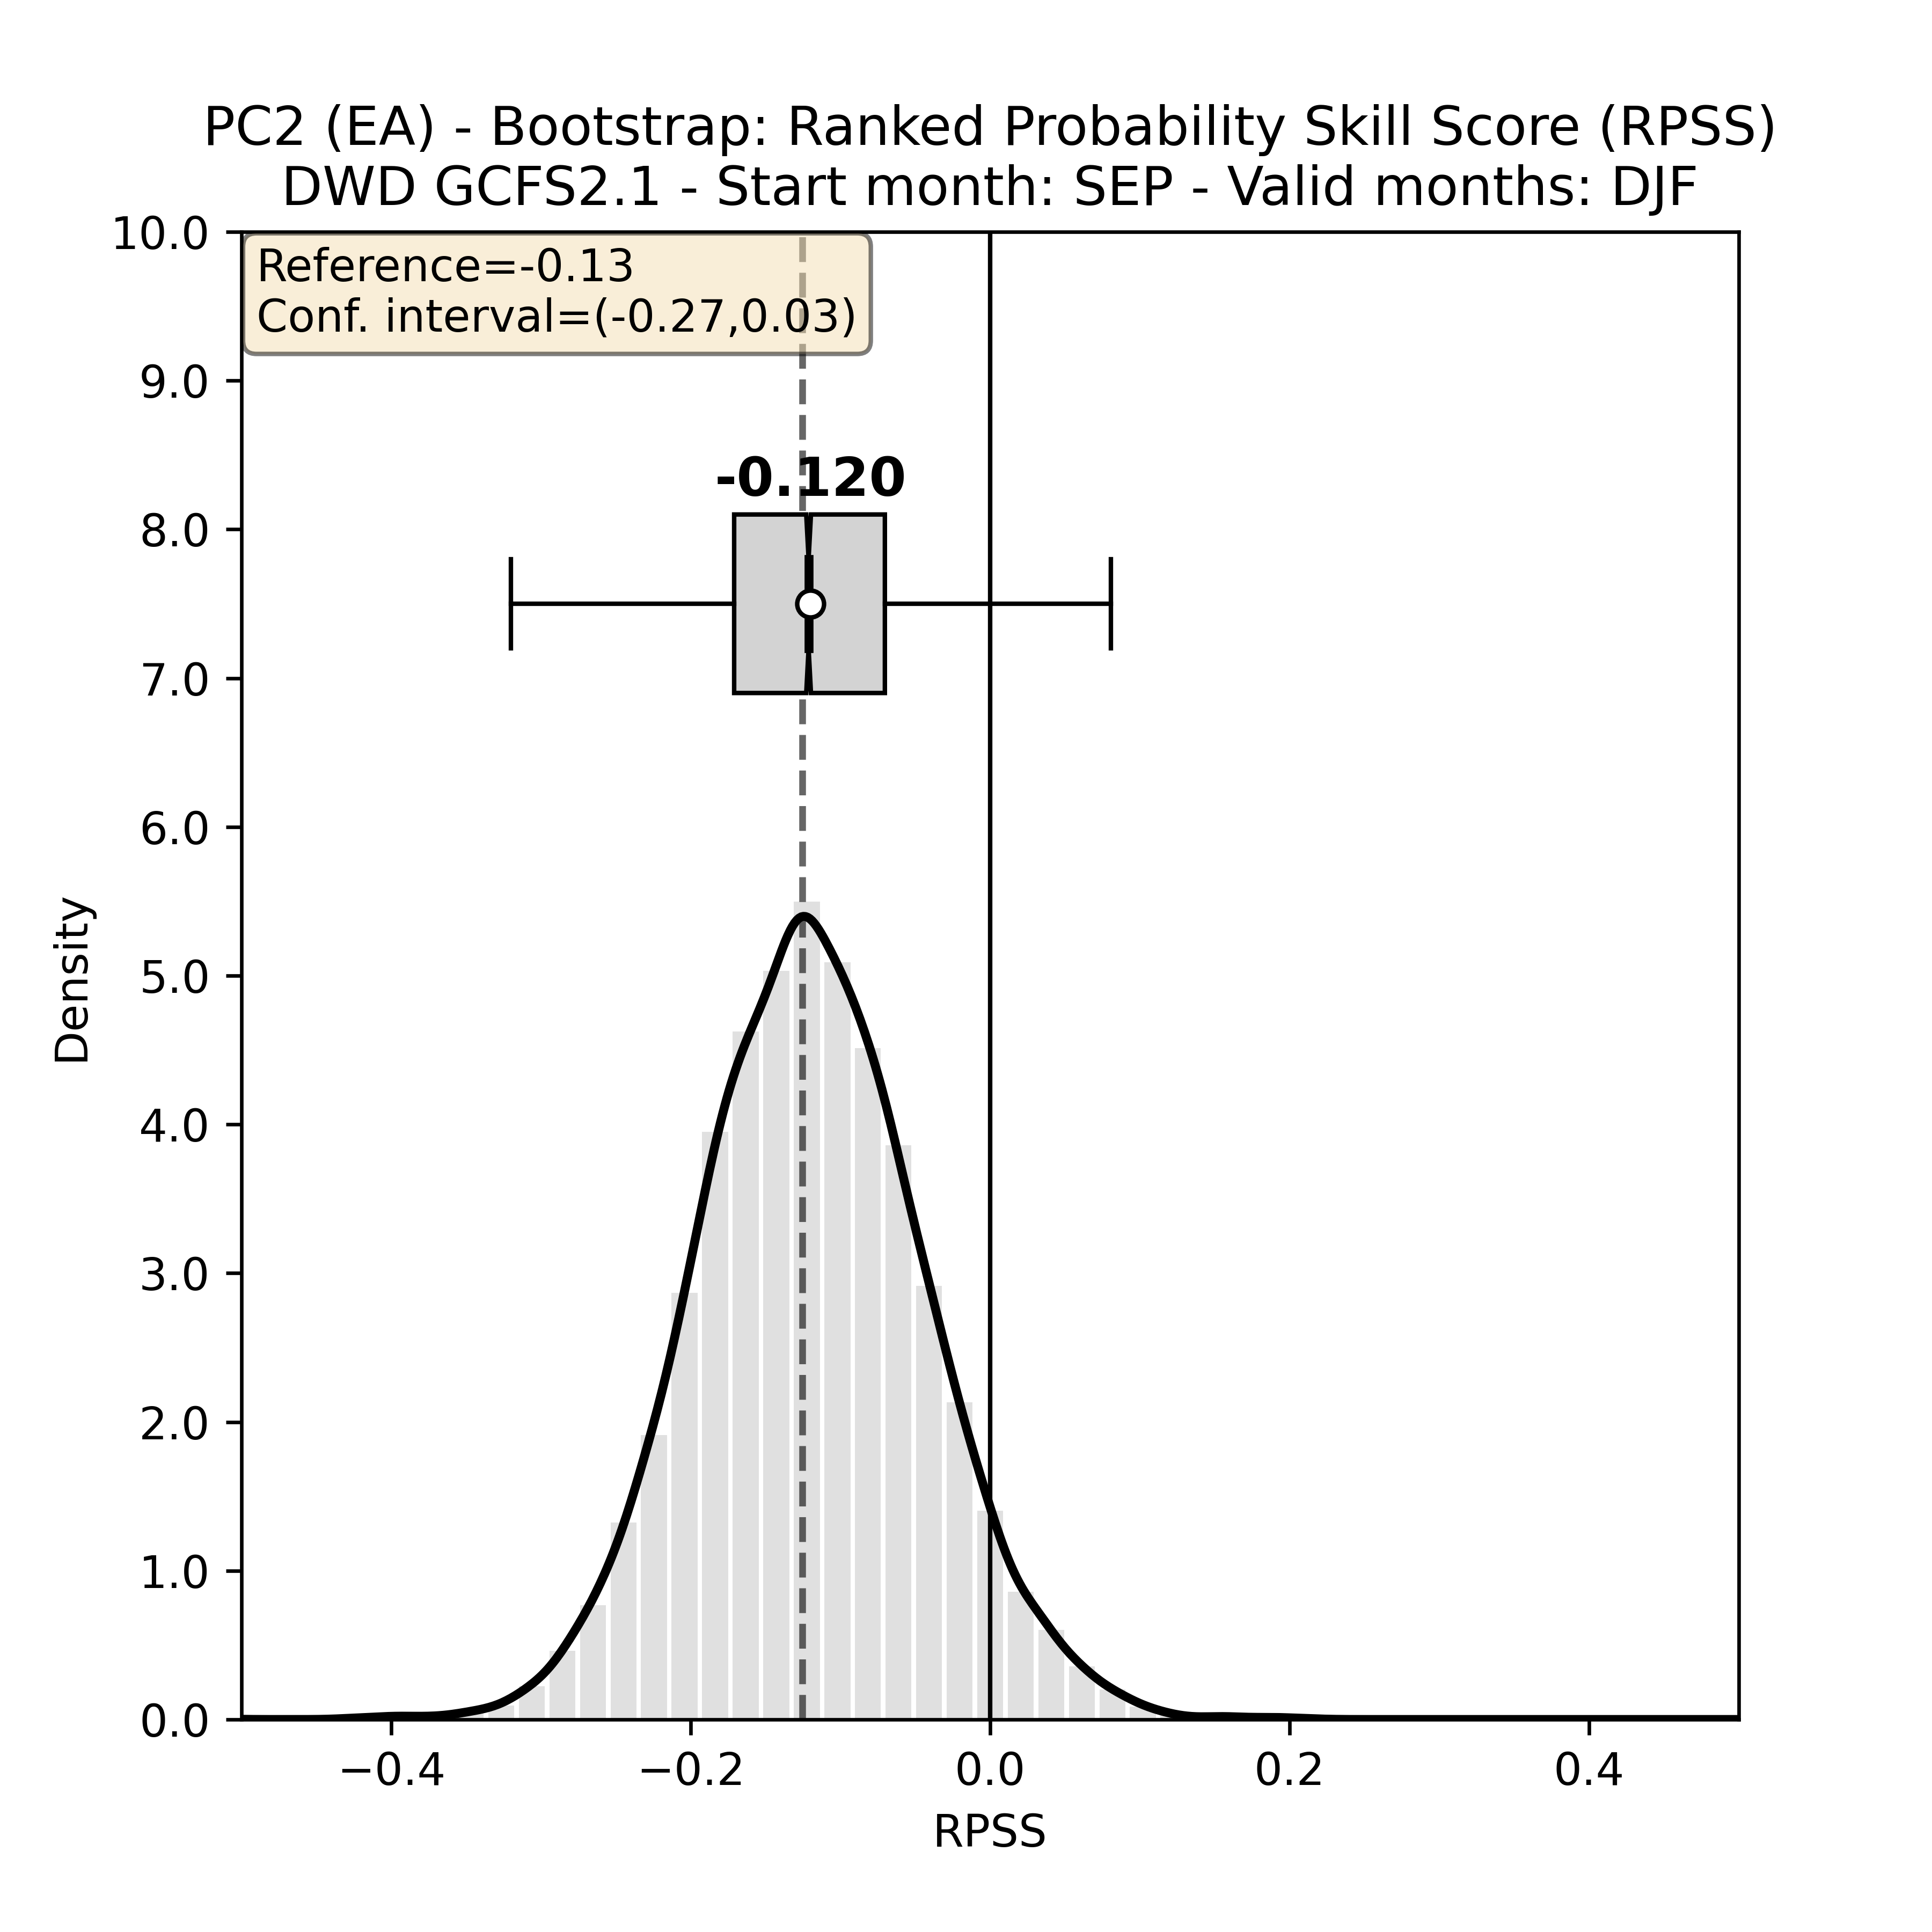 PC2 (EA) - Bootstrap: Ranked Probability Skill Score (RPSS)
DWD GCFS2.1 - Start month: SEP - Valid months: DJF
Reference=-0.13
Conf. interval=(-0.27,0.03)
-0.120
10.0
9.0
8.0
7.0
6.0
5.0
4.0
3.0
2.0
1.0
0.0
Density
−0.4 −0.2 0.0 0.2 0.4
RPSS